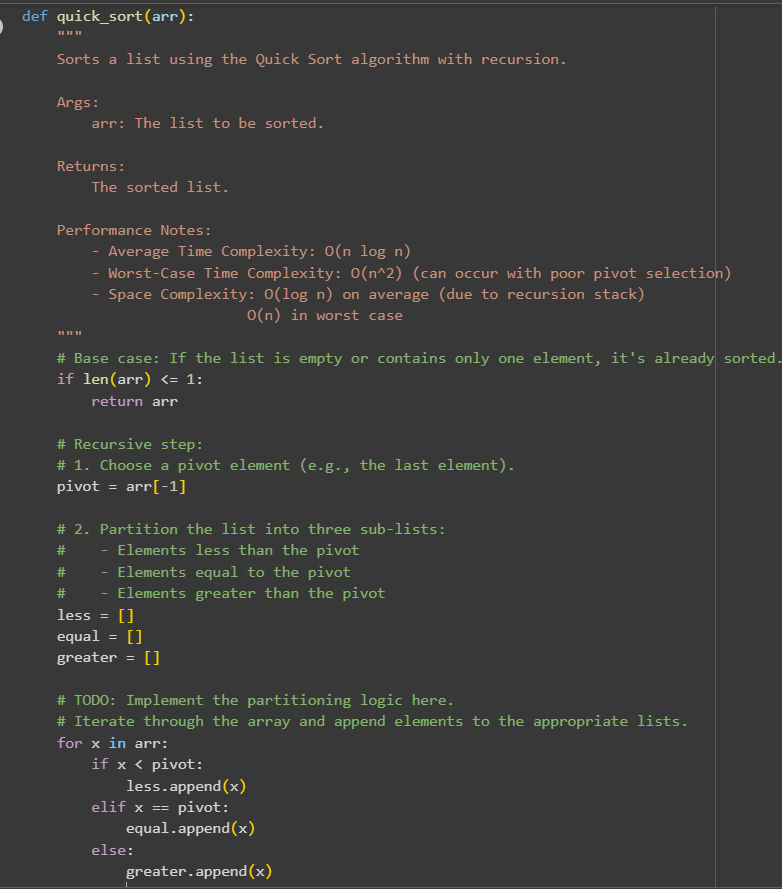 def quick_sort(arr):
    """
    Sorts a list using the Quick Sort algorithm with recursion.

    Args:
        arr: The list to be sorted.

    Returns:
        The sorted list.

    Performance Notes:
        - Average Time Complexity: O(n log n)
        - Worst-Case Time Complexity: O(n^2) (can occur with poor pivot selection)
        - Space Complexity: O(log n) on average (due to recursion stack)
                          O(n) in worst case
    """
    # Base case: If the list is empty or contains only one element, it's already sorted.
    if len(arr) <= 1:
        return arr

    # Recursive step:
    # 1. Choose a pivot element (e.g., the last element).
    pivot = arr[-1]

    # 2. Partition the list into three sub-lists:
    #    - Elements less than the pivot
    #    - Elements equal to the pivot
    #    - Elements greater than the pivot
    less = []
    equal = []
    greater = []

    # TODO: Implement the partitioning logic here.
    # Iterate through the array and append elements to the appropriate lists.
    for x in arr:
        if x < pivot:
            less.append(x)
        elif x == pivot:
            equal.append(x)
        else:
            greater.append(x)